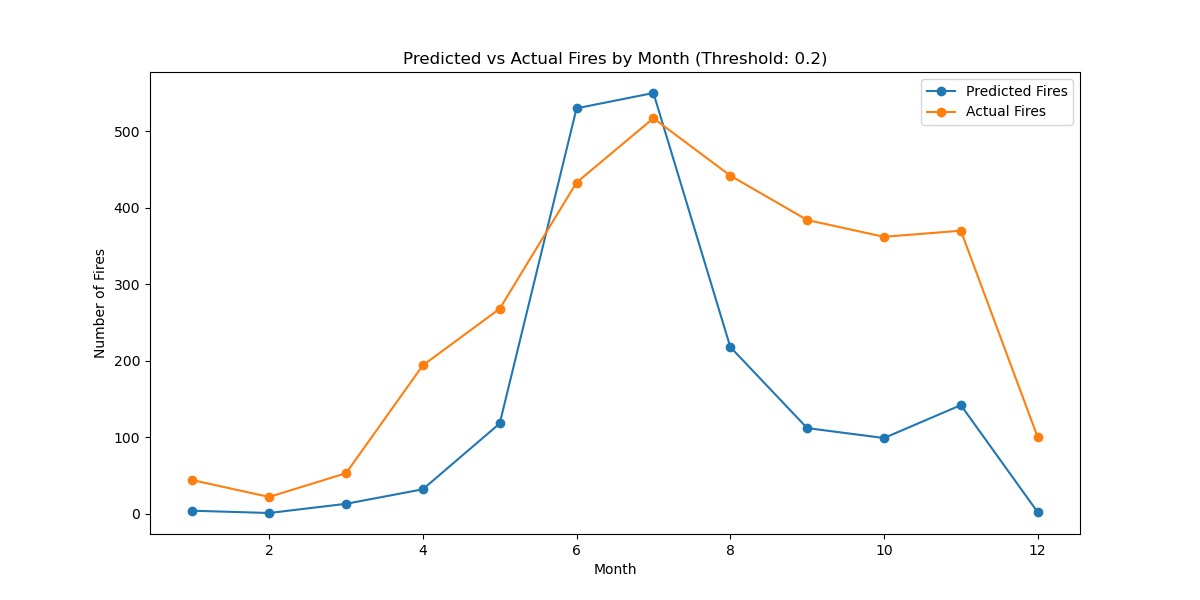 Predicted vs Actual Fires by Month (Threshold: 0.2)
Predicted Fires
Actual Fires
Number of Fires
500
400
300
200
100
0
2 4 6 8 10 12
Month